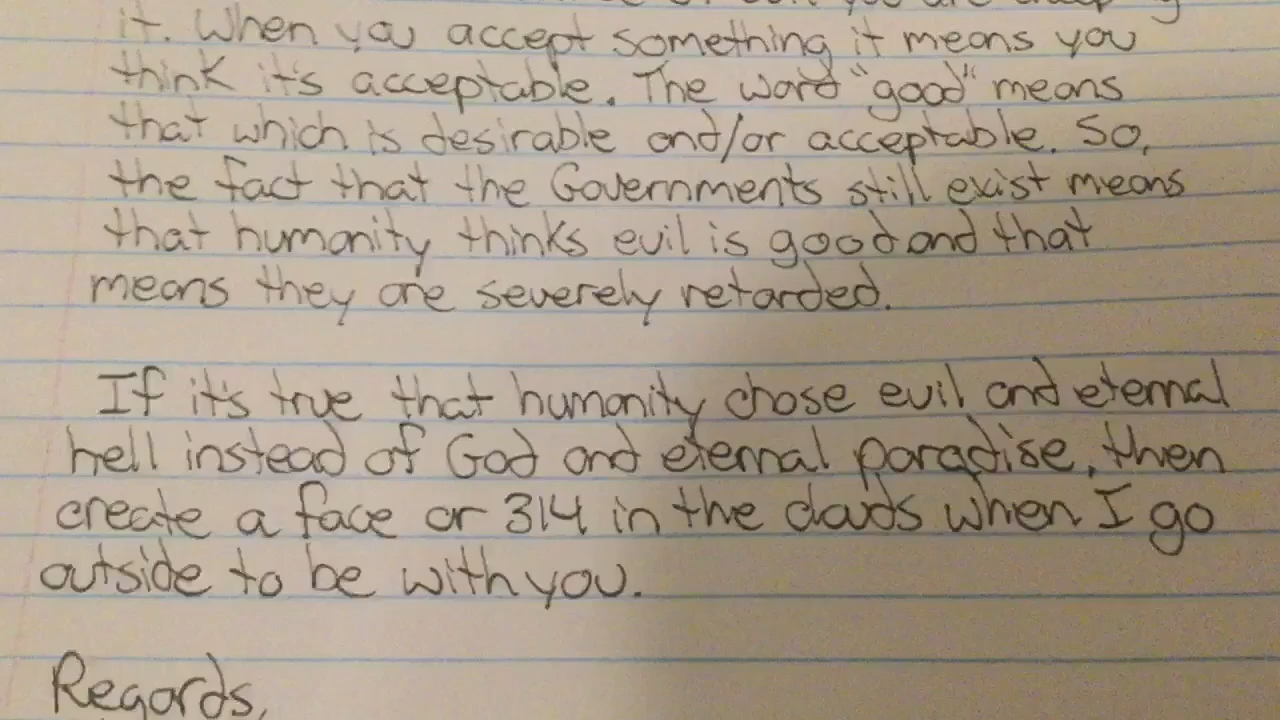 you are accepting
it. When you accept something it means you
think it's acceptable. The word "good" means
that which is desirable and/or acceptable. So,
the fact that the Governments still exist means
that humanity thinks evil is good and that
means they are severely retarded.
If it's true that humanity chose evil and eternal
hell instead of God and eternal paradise, then
create a face or 314 in the clouds when I go
outside to be with you.
Regards,